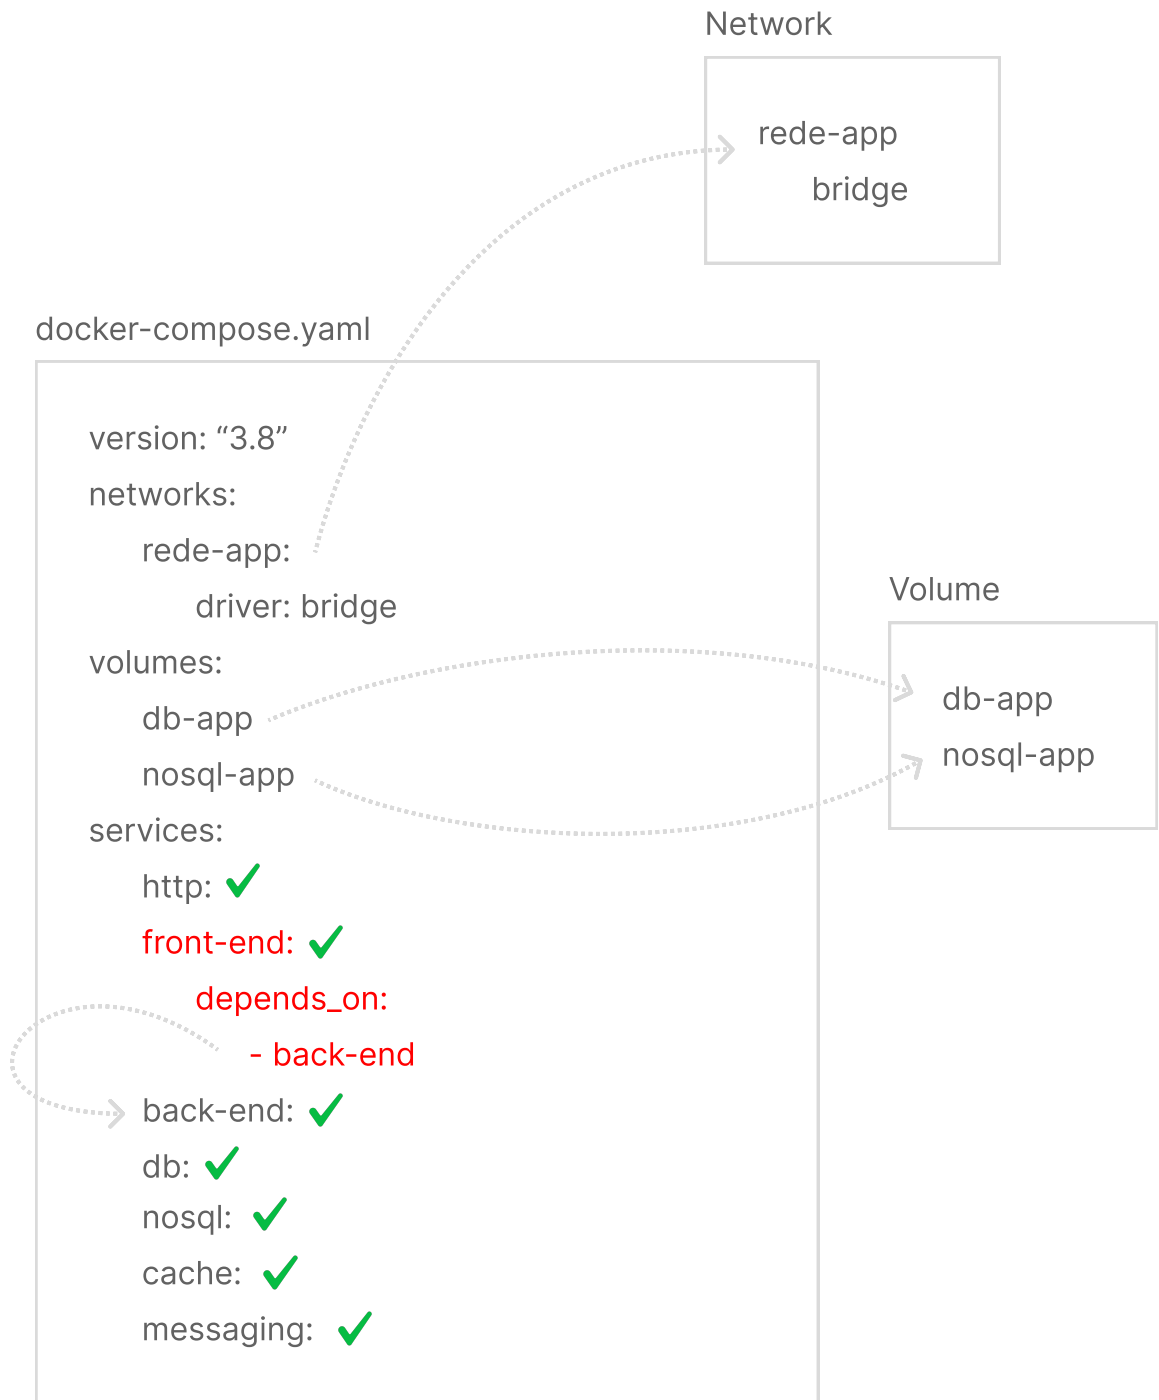 Network
rede-app
bridge
docker-compose.yaml
version: “3.8”
networks:
rede-app:
driver: bridge
volumes:
db-app
nosql-app
services:
http:
front-end:
depends_on:
- back-end
back-end:
db:
nosql:
cache:
messaging:
Volume
db-app
nosql-app